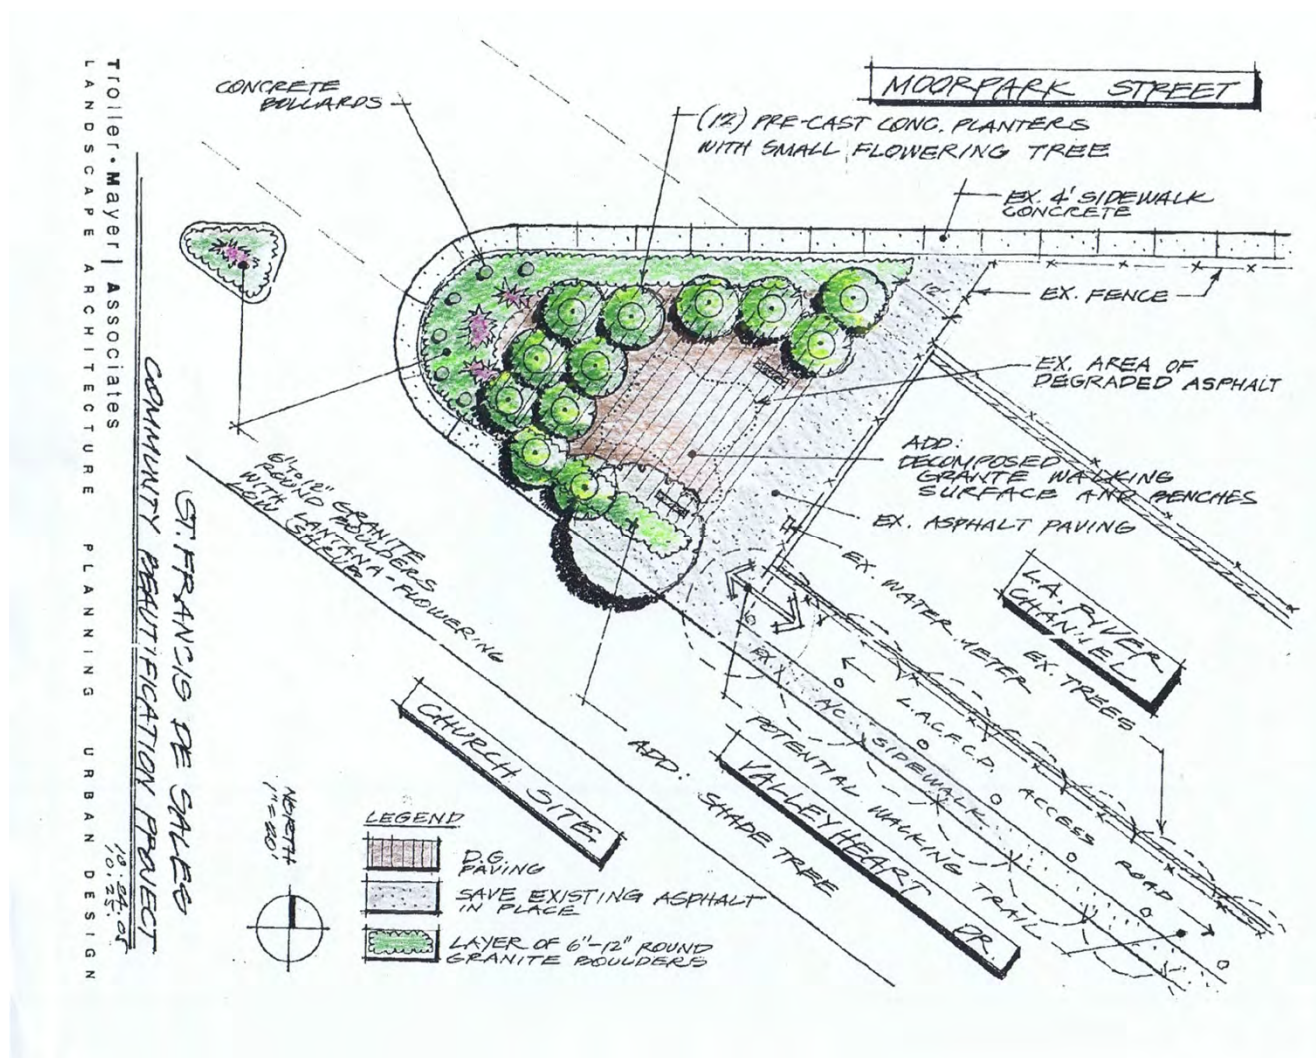 Troller • Mayer | Associates
LANDSCAPE ARCHITECTURE PLANNING URBAN DESIGN
ST. FRANCIS DE SALES
COMMUNITY BEAUTIFICATION PROJECT
MOORPARK STREET
CONCRETE
BOLLARDS
(12) PRE-CAST CONC. PLANTERS
WITH SMALL FLOWERING TREE
EX. 4' SIDEWALK
CONCRETE
EX. FENCE
12'
EX. AREA OF
DEGRADED ASPHALT
ADD:
DECOMPOSED
GRANITE WALKING
SURFACE AND BENCHES
EX. ASPHALT PAVING
EX. WATER METER
L.A. RIVER
CHANNEL
EX. TREES
6" TO 12" GRANITE
ROUND BOULDERS
WITH LANTANA-FLOWERING
LOW
CHURCH SITE
ADD:
SHADE TREE
POTENTIAL WALKING TRAIL
VALLEYHEART DR
L.A.C.F.C.D. ACCESS ROAD
SIDEWALK
LEGEND
D.G.
PAVING
SAVE EXISTING ASPHALT
IN PLACE
LAYER OF 6"-12" ROUND
GRANITE BOULDERS
NORTH
1"=20'